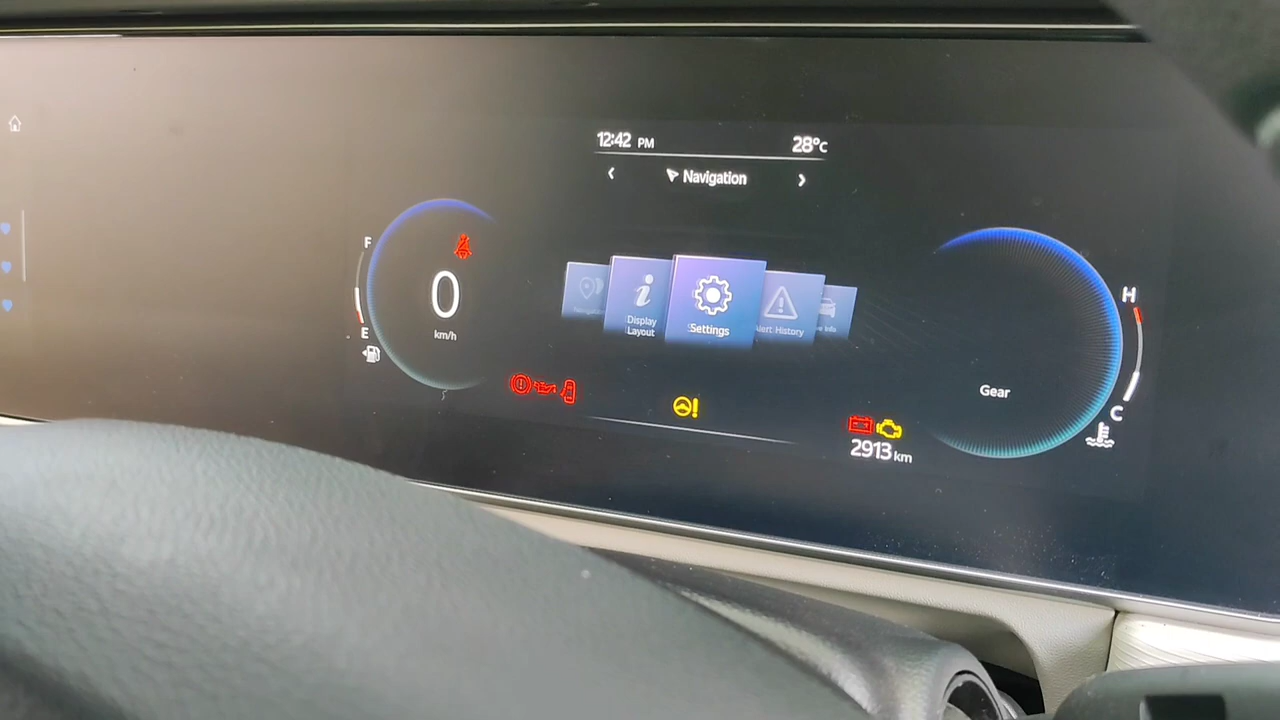 12:42 PM 28°C
Navigation
F
0
km/h
E
Display
Layout
Settings
Alert History
H
Gear
C
2913 km